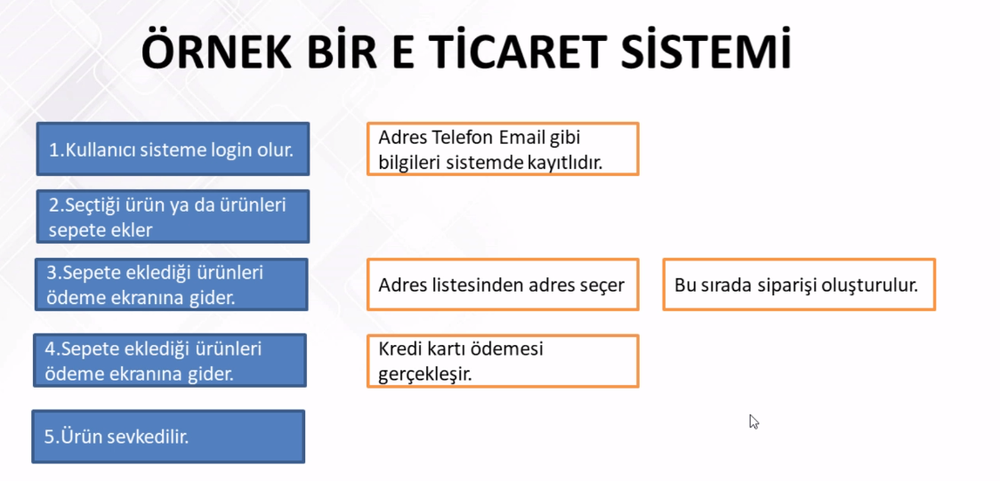 ÖRNEK BİR E TİCARET SİSTEMİ
1.Kullanıcı sisteme login olur.
Adres Telefon Email gibi
bilgileri sistemde kayıtlıdır.
2.Seçtiği ürün ya da ürünleri
sepete ekler
3.Sepete eklediği ürünleri
ödeme ekranına gider.
Adres listesinden adres seçer
Bu sırada siparişi oluşturulur.
4.Sepete eklediği ürünleri
ödeme ekranına gider.
Kredi kartı ödemesi
gerçekleşir.
5.Ürün sevkedilir.